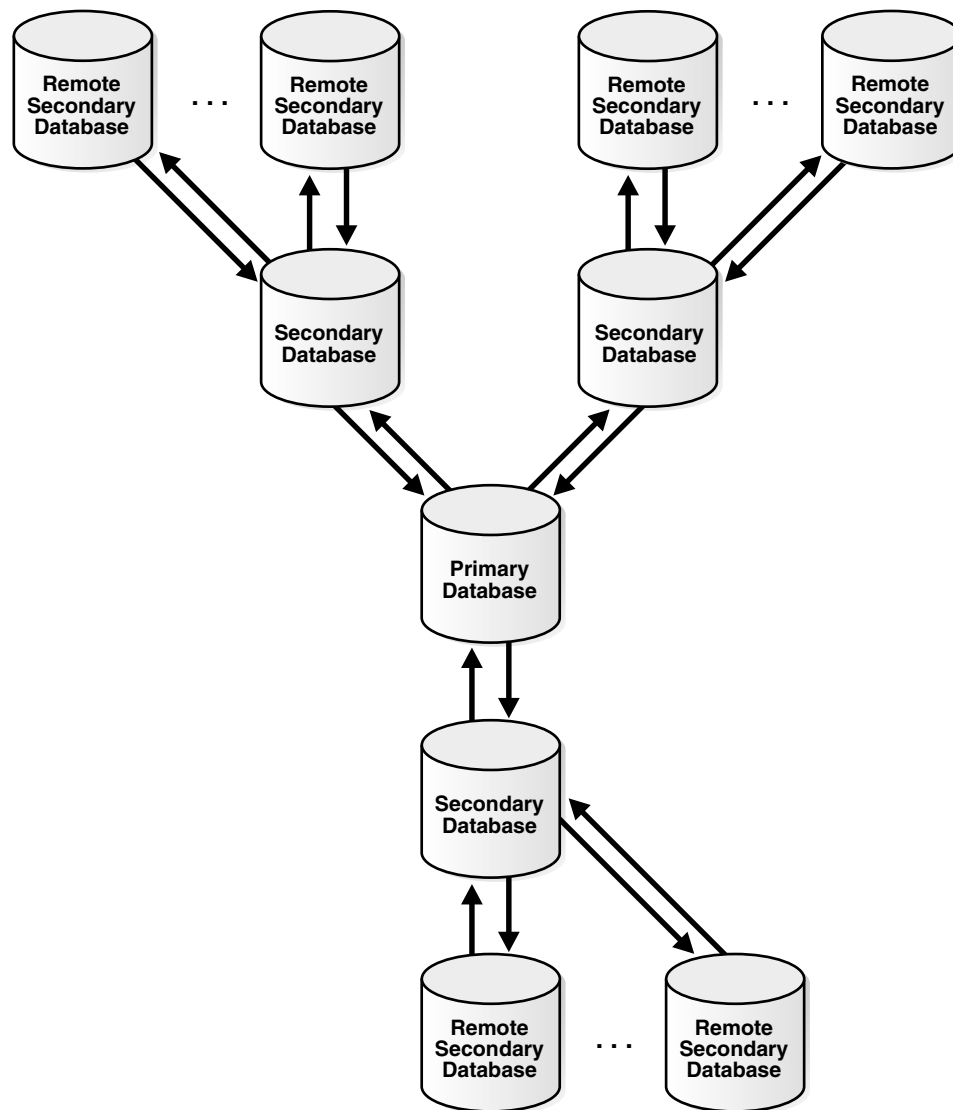 Remote
Secondary
Database
. . .
Remote
Secondary
Database
Remote
Secondary
Database
. . .
Remote
Secondary
Database
Secondary
Database
Secondary
Database
Primary
Database
Secondary
Database
Remote
Secondary
Database
. . .
Remote
Secondary
Database